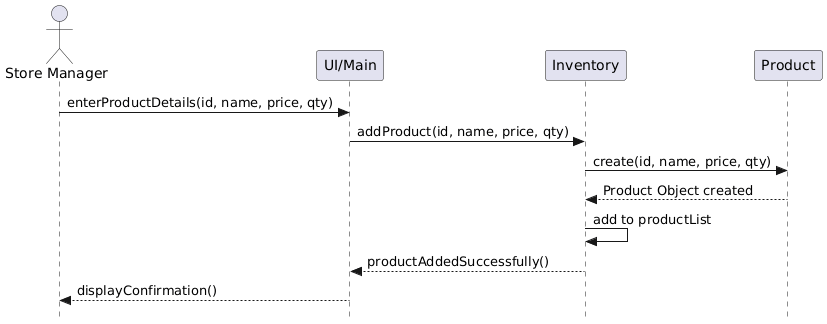 Store Manager
UI/Main
Inventory
Product
enterProductDetails(id, name, price, qty)
addProduct(id, name, price, qty)
create(id, name, price, qty)
Product Object created
add to productList
productAddedSuccessfully()
displayConfirmation()